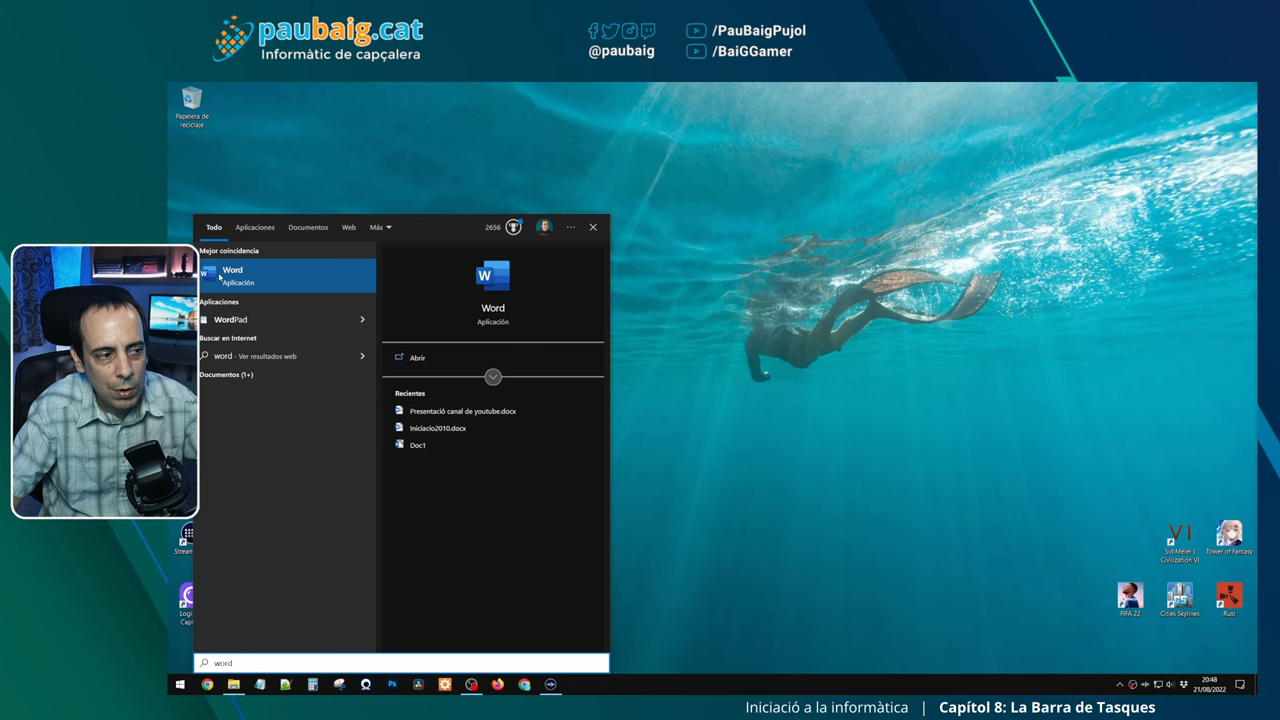 paubaig.cat
Informàtic de capçalera
@paubaig
/PauBaigPujol
/BaiGGamer
Papelera de
reciclaje
Todo Aplicaciones Documentos Web Más 2656 ...
Mejor coincidencia
Word
Aplicación
Aplicaciones
WordPad
Buscar en Internet
word - Ver resultados web
Documentos (1+)
W
Word
Aplicación
Abrir
Recientes
Presentació canal de youtube.docx
Iniciacio2010.docx
Doc1
VI
Sid Meier's
Civilization VI
Tower of Fantasy
FIFA 22
Cities Skylines
Rust
word
Ps
20:48
21/08/2022
Iniciació a la informàtica | Capítol 8: La Barra de Tasques